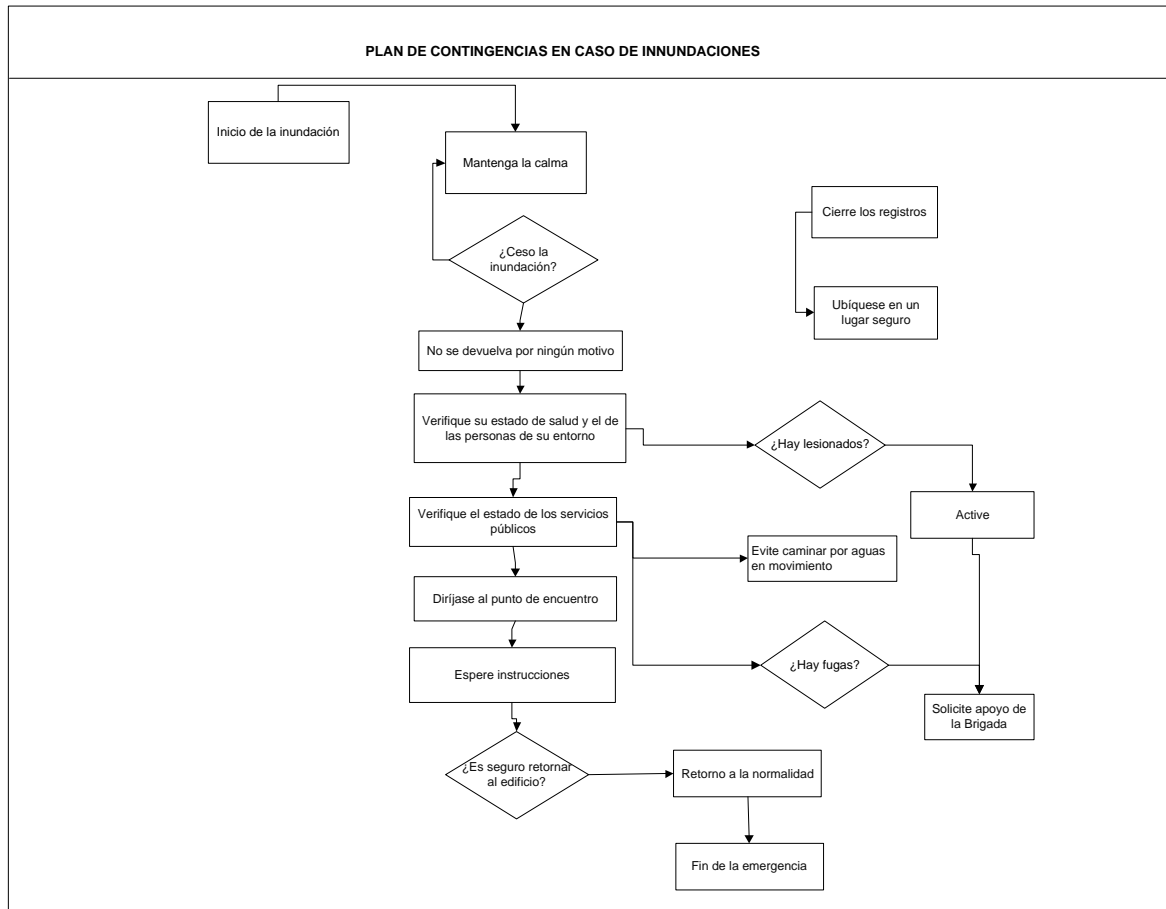 PLAN DE CONTINGENCIAS EN CASO DE INNUNDACIONES
Inicio de la inundación
Mantenga la calma
Cierre los registros
¿Ceso la
inundación?
Ubíquese en un
lugar seguro
No se devuelva por ningún motivo
Verifique su estado de salud y el de
las personas de su entorno
¿Hay lesionados?
Verifique el estado de los servicios
públicos
Active
Evite caminar por aguas
en movimiento
Diríjase al punto de encuentro
Espere instrucciones
¿Hay fugas?
Solicite apoyo de
la Brigada
¿Es seguro retornar
al edificio?
Retorno a la normalidad
Fin de la emergencia